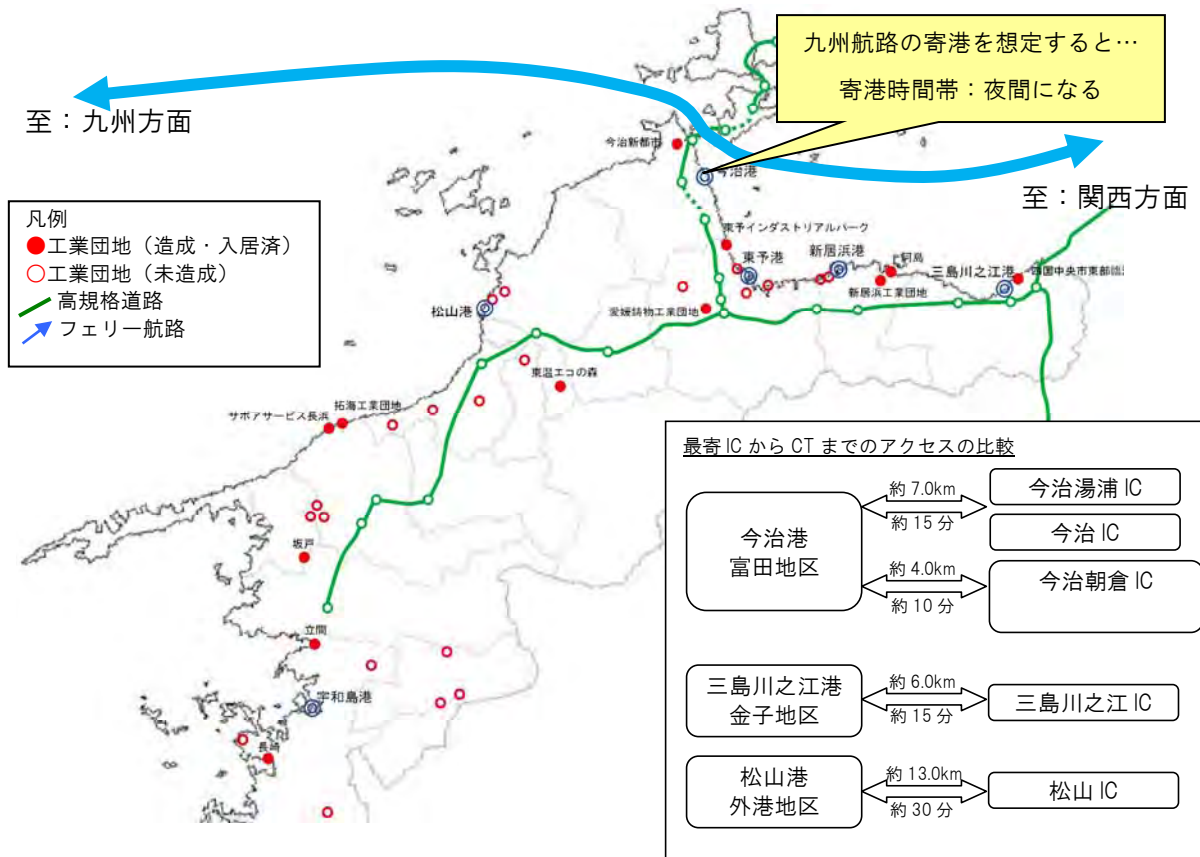 九州航路の寄港を想定すると…
寄港時間帯：夜間になる
至：九州方面
今治新都市
今治港
至：関西方面
凡例
工業団地（造成・入居済）
工業団地（未造成）
高規格道路
フェリー航路
東予インダストリアルパーク
東予港
新居浜港
阿島
三島川之江港
四国中央市東部臨海
新居浜工業団地
松山港
愛媛鋳物工業団地
東温エコの森
拓海工業団地
サポアサービス長浜
坂戸
立間
宇和島港
長崎
最寄 IC から CT までのアクセスの比較
今治港
富田地区
約 7.0km
約 15 分
今治湯浦 IC
今治 IC
約 4.0km
約 10 分
今治朝倉 IC
三島川之江港
金子地区
約 6.0km
約 15 分
三島川之江 IC
松山港
外港地区
約 13.0km
約 30 分
松山 IC